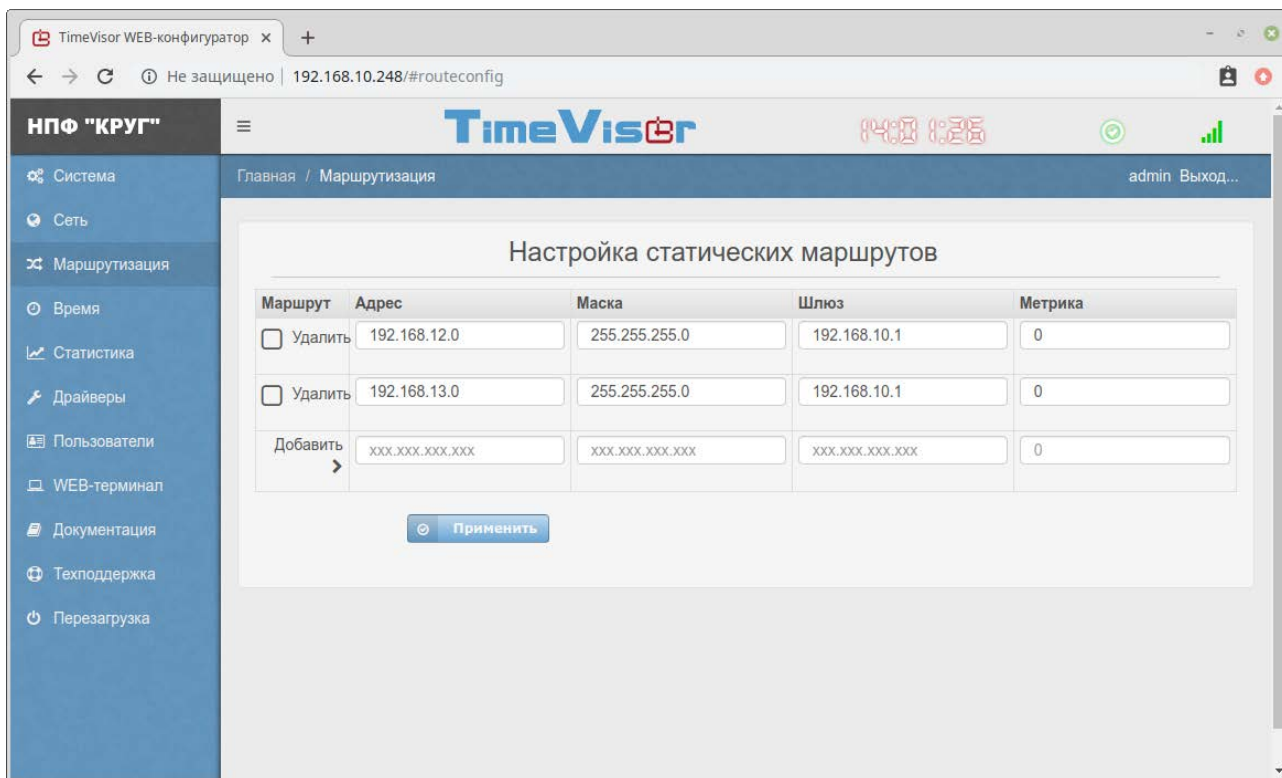 TimeVisor WEB-конфигуратор
Не защищено | 192.168.10.248/#routeconfig
НПФ "КРУГ"
TimeVisor
14:01:26
Система
Главная / Маршрутизация
admin Выход...
Сеть
Маршрутизация
Время
Статистика
Драйверы
Пользователи
WEB-терминал
Документация
Техподдержка
Перезагрузка
Настройка статических маршрутов
Маршрут Адрес Маска Шлюз Метрика
Удалить 192.168.12.0 255.255.255.0 192.168.10.1 0
Удалить 192.168.13.0 255.255.255.0 192.168.10.1 0
Добавить xxx.xxx.xxx.xxx xxx.xxx.xxx.xxx xxx.xxx.xxx.xxx 0
Применить